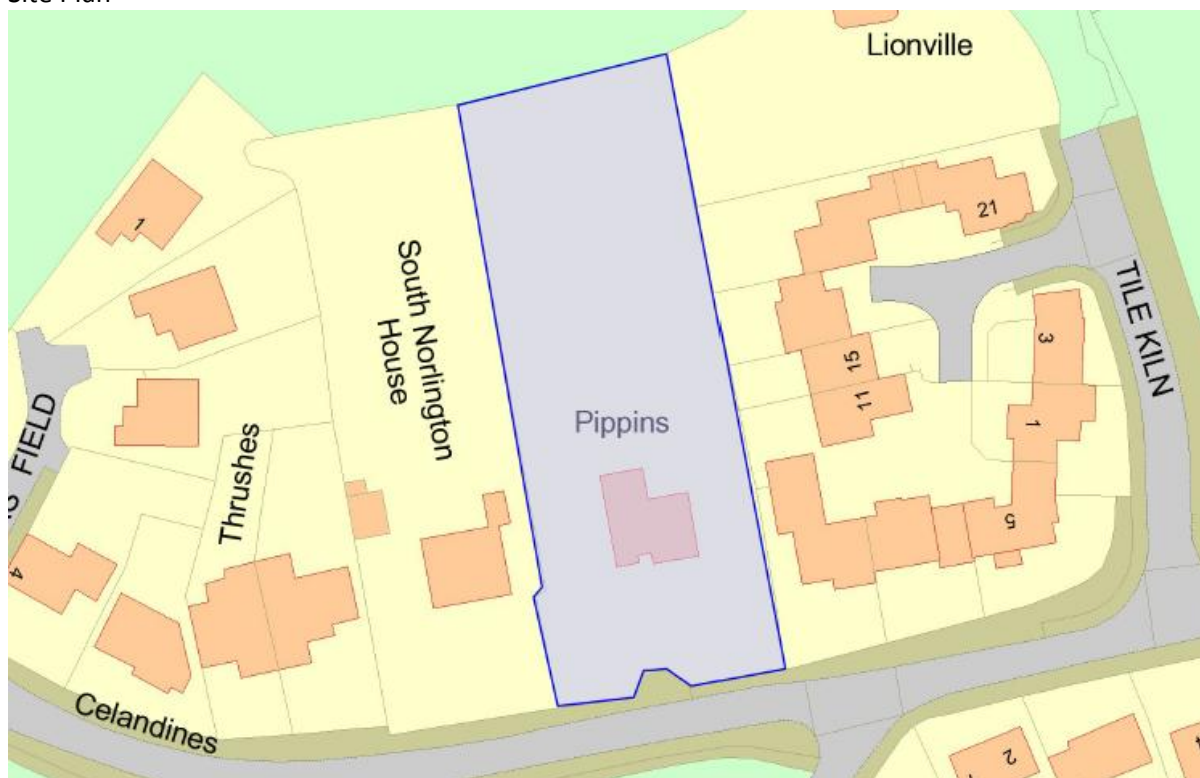 Site Plan
Lionville
1
21
South Norlington
House
TILE KILN
3
15
11
Pippins
1
FIELD
Thrushes
5
4
Celandines
2